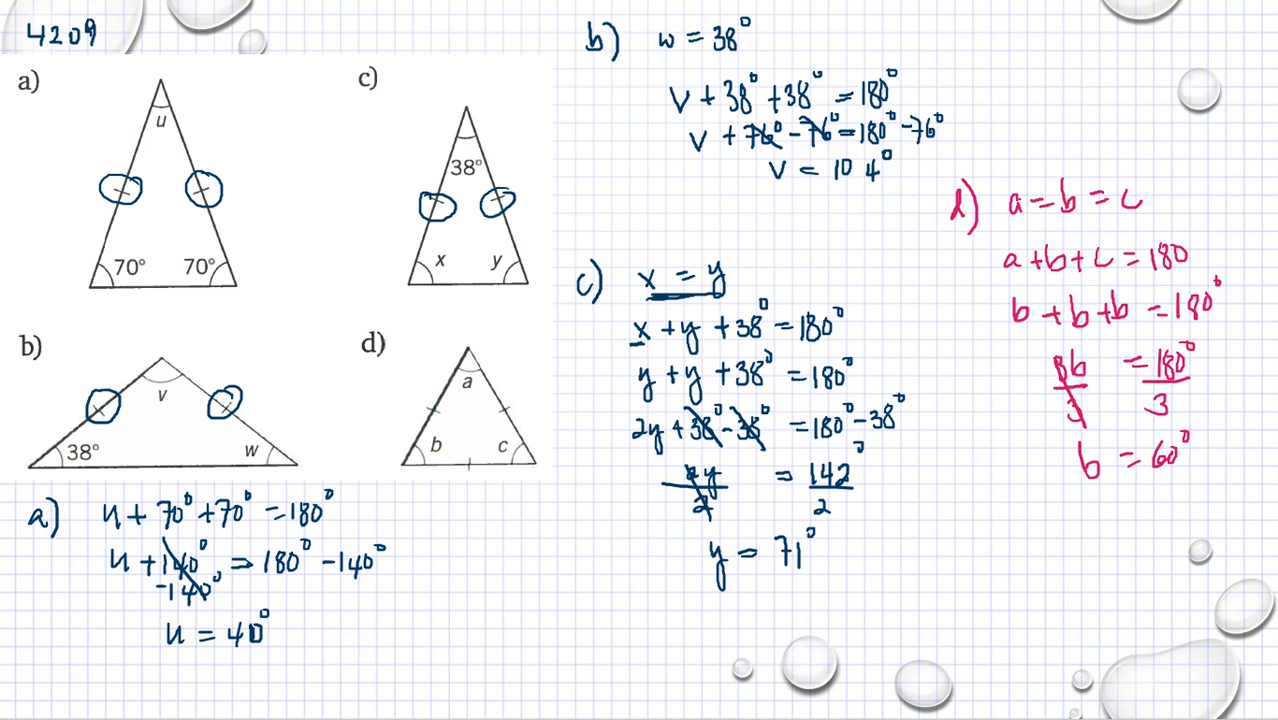 4209
a)
u
70° 70°
c)
38°
x y
b)
v
38° w
d)
a
b c
a) u + 70° + 70° = 180°
u + 140° = 180° - 140°
-140°
u = 40°
b) w = 38°
v + 38° + 38° = 180°
v + 76° - 76° = 180° - 76°
v = 104°
c) x = y
x + y + 38° = 180°
y + y + 38° = 180°
2y + 38° - 38° = 180° - 38°
2y = 142°
2 2
y = 71°
d) a = b = c
a + b + c = 180
b + b + b = 180°
3b = 180°
3 3
b = 60°